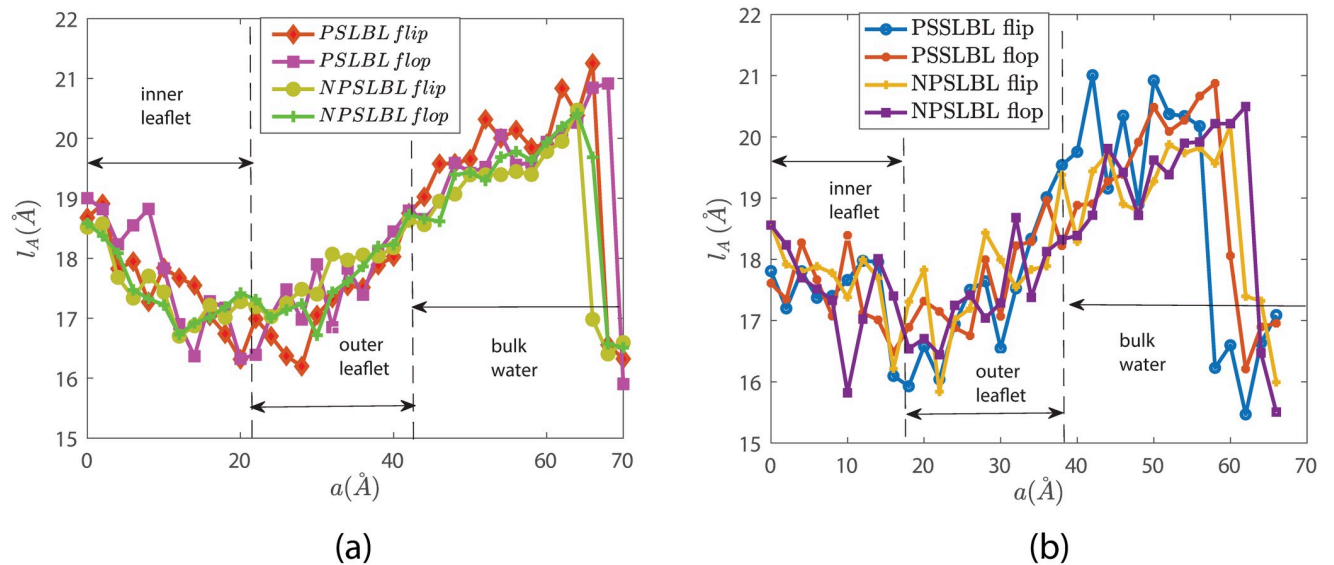 PSLBL flip
PSLBL flop
NPSLBL flip
NPSLBL flop
inner
leaflet
outer
leaflet
bulk
water
22
21
20
19
18
17
16
15
l_A(Å)
0
20
40
60
70
a(Å)
(a)
PSSLBL flip
PSSLBL flop
NPSLBL flip
NPSLBL flop
inner
leaflet
outer
leaflet
bulk
water
22
21
20
19
18
17
16
15
l_A(Å)
0
10
20
30
40
50
60
70
a(Å)
(b)